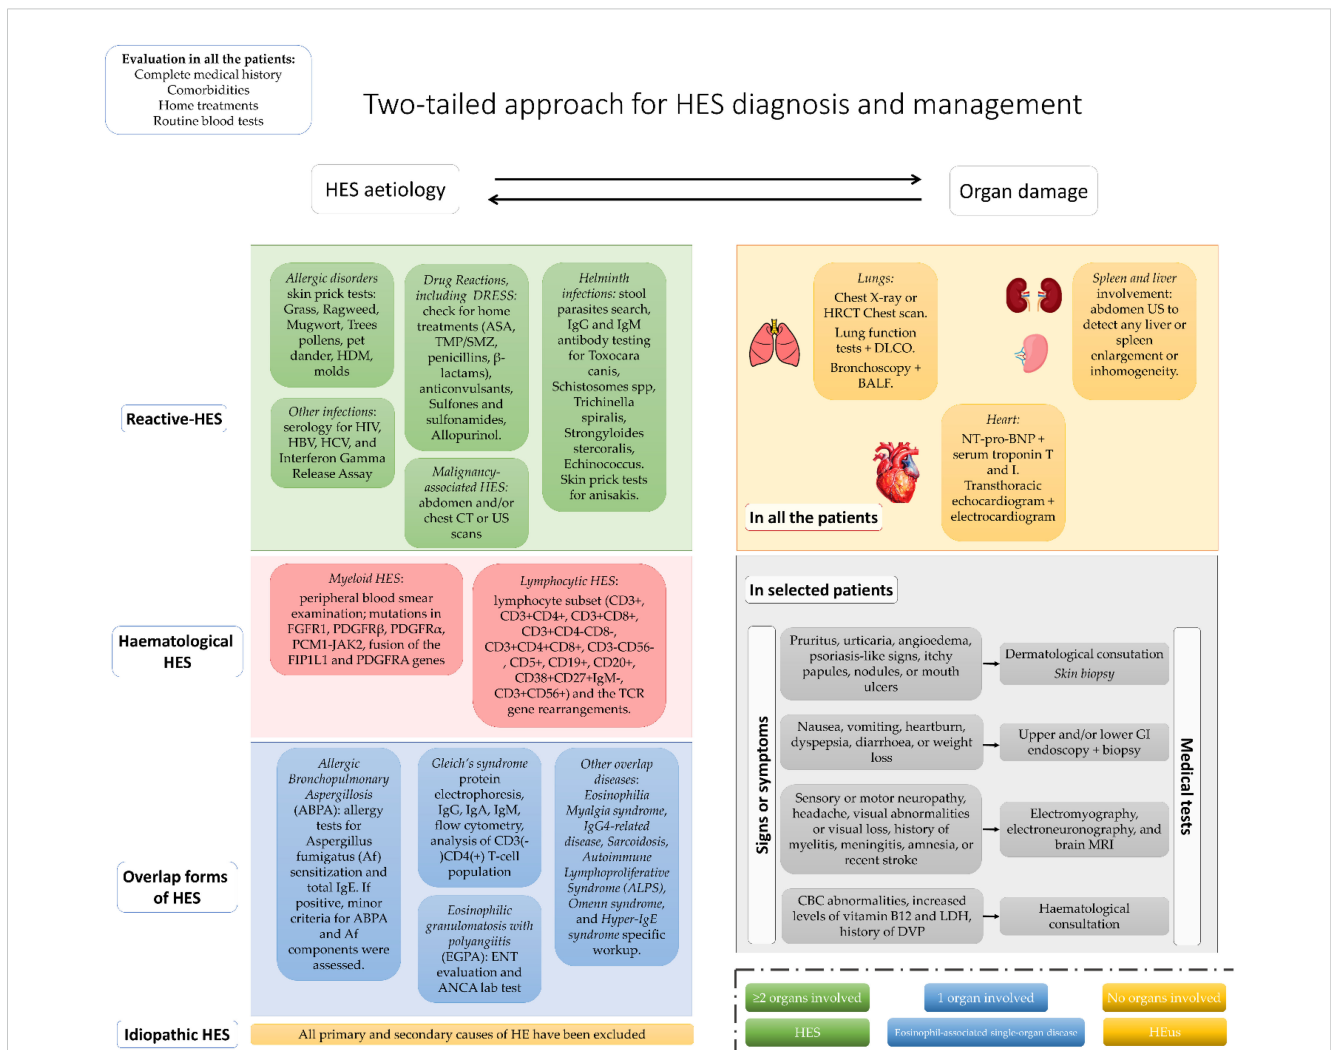 Evaluation in all the patients:
Complete medical history
Comorbidities
Home treatments
Routine blood tests
Two-tailed approach for HES diagnosis and management
HES aetiology
Organ damage
Reactive-HES
Allergic disorders
skin prick tests:
Grass, Ragweed,
Mugwort, Trees
pollens, pet
dander, HDM,
molds
Other infections:
serology for HIV,
HBV, HCV, and
Interferon Gamma
Release Assay
Drug Reactions,
including DRESS:
check for home
treatments (ASA,
TMP/SMZ,
penicillins, β-
lactams),
anticonvulsants,
Sulfones and
sulfonamides,
Allopurinol.
Malignancy-
associated HES:
abdomen and/or
chest CT or US
scans
Helminth
infections: stool
parasites search,
IgG and IgM
antibody testing
for Toxocara
canis,
Schistosomes spp,
Trichinella
spiralis,
Strongyloides
stercoralis,
Echinococcus.
Skin prick tests
for anisakis.
Haematological
HES
Myeloid HES:
peripheral blood smear
examination; mutations in
FGFR1, PDGFRβ, PDGFRα,
PCM1-JAK2, fusion of the
FIP1L1 and PDGFRA genes
Lymphocytic HES:
lymphocyte subset (CD3+,
CD3+CD4+, CD3+CD8+,
CD3+CD4-CD8-,
CD3+CD4+CD8+, CD3-CD56-
, CD5+, CD19+, CD20+,
CD38+CD27+IgM-,
CD3+CD56+) and the TCR
gene rearrangements.
Overlap forms
of HES
Allergic
Bronchopulmonary
Aspergillosis
(ABPA): allergy
tests for
Aspergillus
fumigatus (Af)
sensitization and
total IgE. If
positive, minor
criteria for ABPA
and Af
components were
assessed.
Gleich's syndrome
protein
electrophoresis,
IgG, IgA, IgM,
flow cytometry,
analysis of CD3(-
)CD4(+) T-cell
population
Eosinophilic
granulomatosis with
polyangiitis
(EGPA): ENT
evaluation and
ANCA lab test
Other overlap
diseases:
Eosinophilia
Myalgia syndrome,
IgG4-related
disease, Sarcoidosis,
Autoimmune
Lymphoproliferative
Syndrome (ALPS),
Omenn syndrome,
and Hyper-IgE
syndrome specific
workup.
Idiopathic HES
All primary and secondary causes of HE have been excluded
Lungs:
Chest X-ray or
HRCT Chest scan.
Lung function
tests + DLCO.
Bronchoscopy +
BALF.
Spleen and liver
involvement:
abdomen US to
detect any liver or
spleen
enlargement or
inhomogeneity.
Heart:
NT-pro-BNP +
serum troponin T
and I.
Transthoracic
echocardiogram +
electrocardiogram
In all the patients
In selected patients
Signs or symptoms
Pruritus, urticaria, angioedema,
psoriasis-like signs, itchy
papules, nodules, or mouth
ulcers
Dermatological consutation
Skin biopsy
Nausea, vomiting, heartburn,
dyspepsia, diarrhoea, or weight
loss
Upper and/or lower GI
endoscopy + biopsy
Sensory or motor neuropathy,
headache, visual abnormalities
or visual loss, history of
myelitis, meningitis, amnesia, or
recent stroke
Electromyography,
electroneuronography, and
brain MRI
CBC abnormalities, increased
levels of vitamin B12 and LDH,
history of DVP
Haematological
consultation
Medical tests
≥2 organs involved
1 organ involved
No organs involved
HES
Eosinophil-associated single-organ disease
HEus